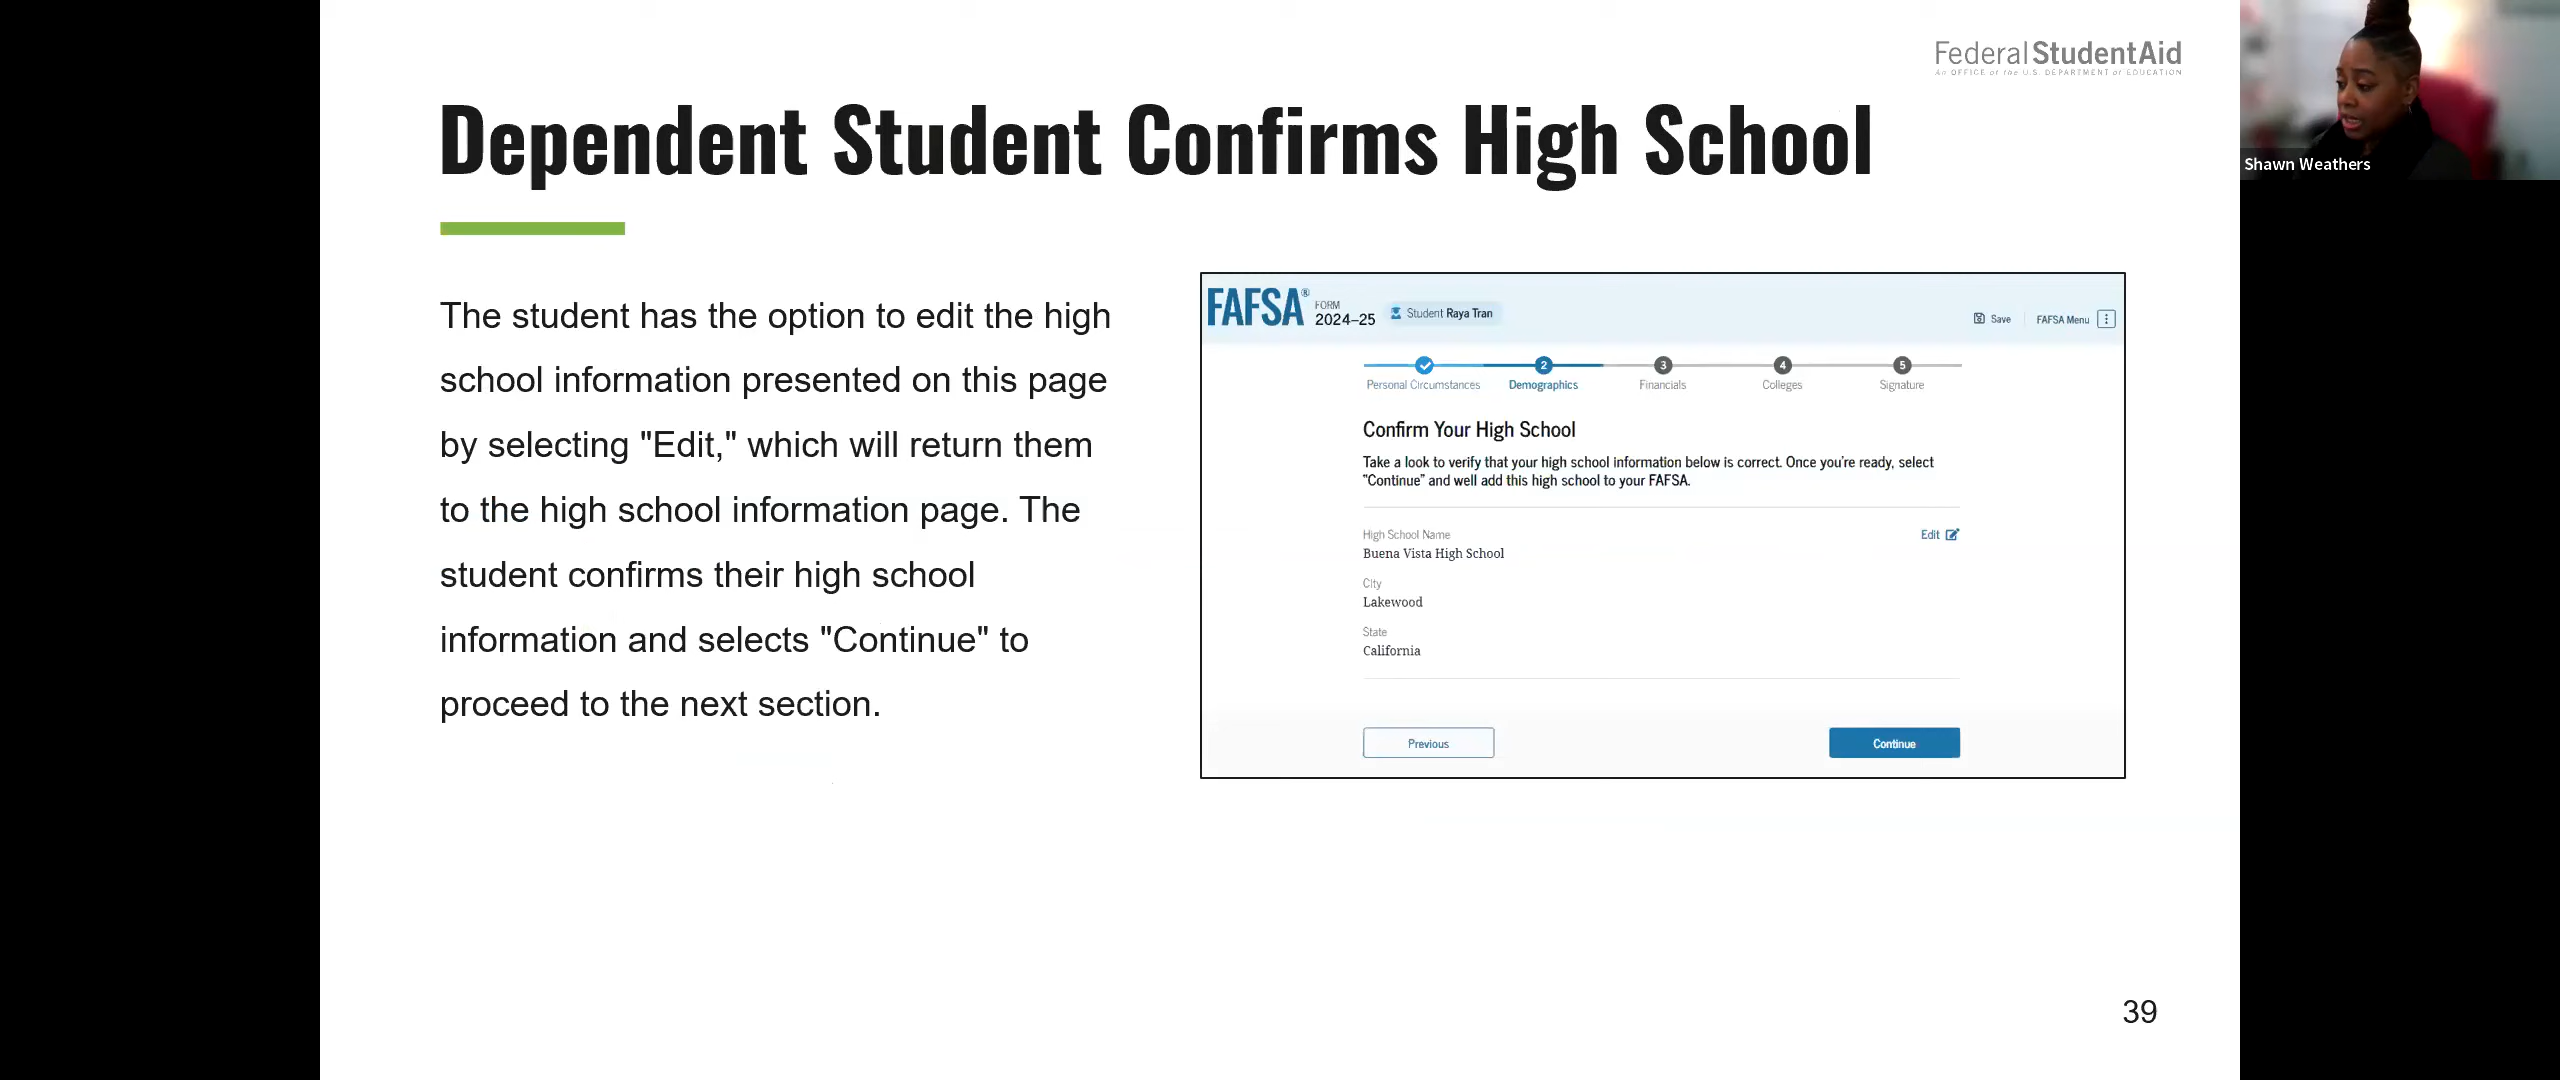 Federal StudentAid
An OFFICE of the U.S. DEPARTMENT of EDUCATION
Shawn Weathers
Dependent Student Confirms High School
The student has the option to edit the high
school information presented on this page
by selecting "Edit," which will return them
to the high school information page. The
student confirms their high school
information and selects "Continue" to
proceed to the next section.
FAFSA®
FORM
2024–25
Student Raya Tran
Save
FAFSA Menu
2
3
4
5
Personal Circumstances
Demographics
Financials
Colleges
Signature
Confirm Your High School
Take a look to verify that your high school information below is correct. Once you're ready, select
"Continue" and well add this high school to your FAFSA.
High School Name
Edit
Buena Vista High School
City
Lakewood
State
California
Previous
Continue
39